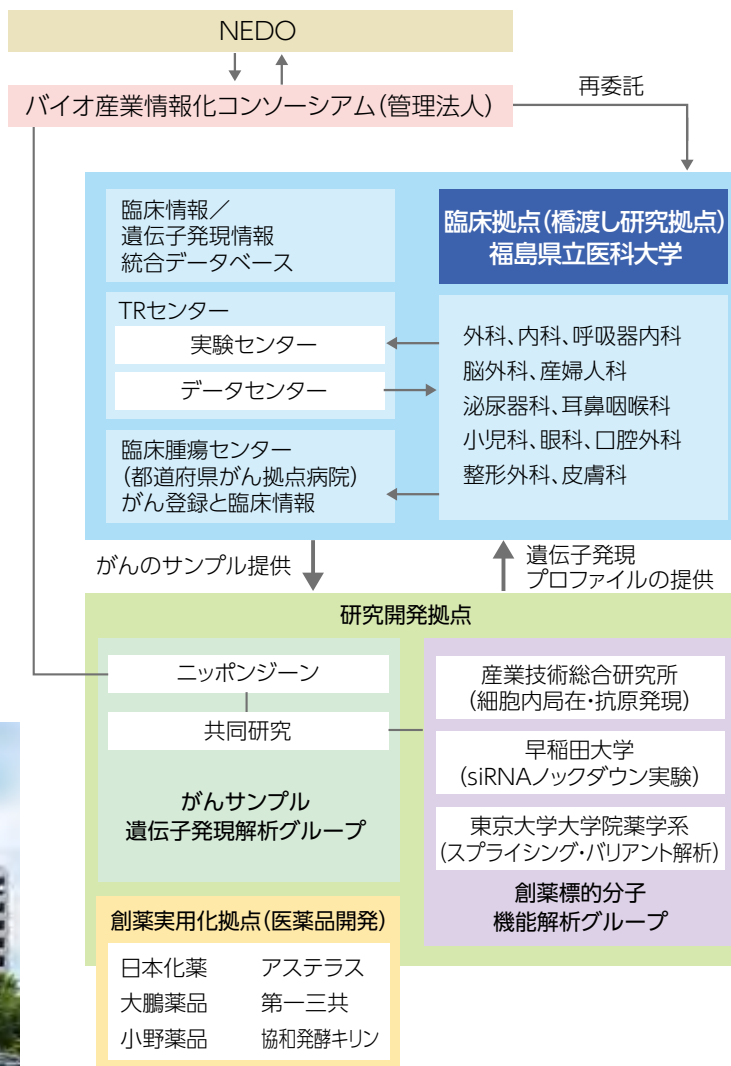 NEDO
バイオ産業情報化コンソーシアム(管理法人)
再委託
臨床情報／
遺伝子発現情報
統合データベース
臨床拠点(橋渡し研究拠点)
福島県立医科大学
TRセンター
実験センター
データセンター
外科、内科、呼吸器内科
脳外科、産婦人科
泌尿器科、耳鼻咽喉科
小児科、眼科、口腔外科
整形外科、皮膚科
臨床腫瘍センター
(都道府県がん拠点病院)
がん登録と臨床情報
がんのサンプル提供
遺伝子発現
プロファイルの提供
研究開発拠点
ニッポンジーン
共同研究
がんサンプル
遺伝子発現解析グループ
産業技術総合研究所
(細胞内局在・抗原発現)
早稲田大学
(siRNAノックダウン実験)
東京大学大学院薬学系
(スプライシング・バリアント解析)
創薬標的分子
機能解析グループ
創薬実用化拠点(医薬品開発)
日本化薬 アステラス
大鵬薬品 第一三共
小野薬品 協和発酵キリン